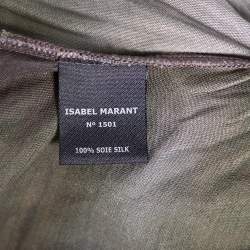 ISABEL MARANT
Nº 1501
100% SOIE SILK